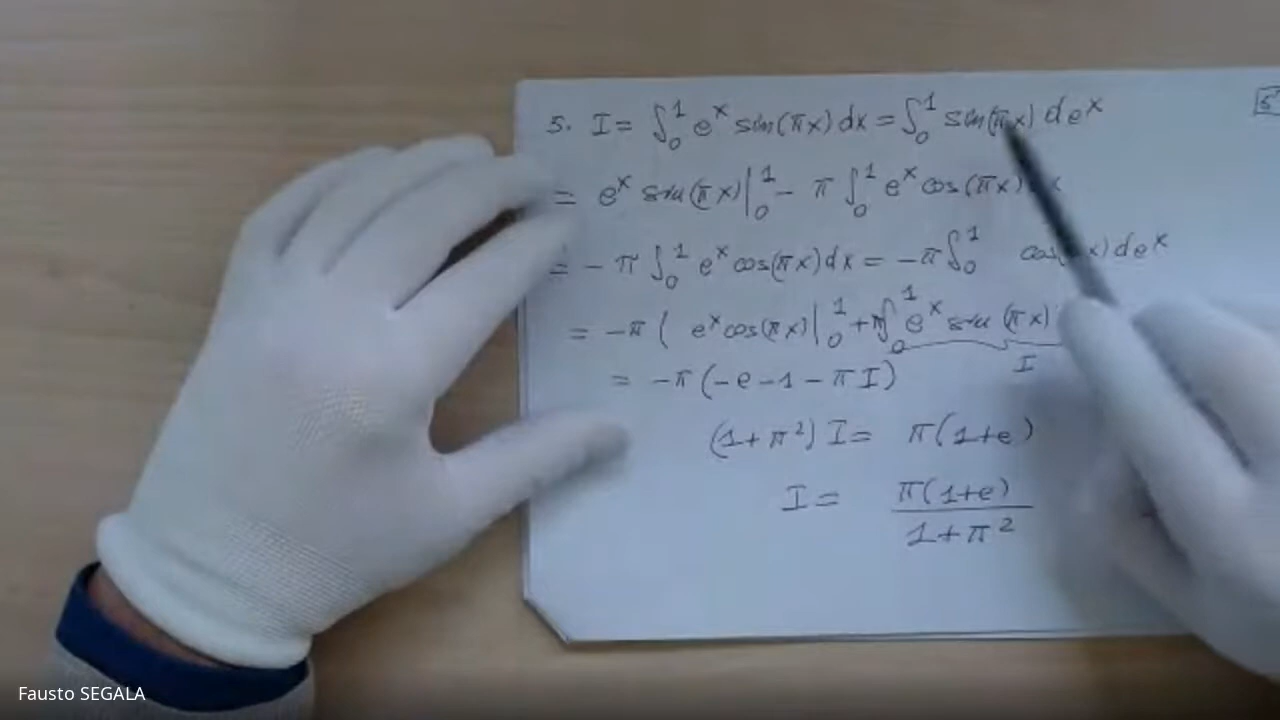 5. I = ∫₀¹ eˣ sin(πx) dx = ∫₀¹ sin(πx) deˣ
= eˣ sin(πx)|₀¹ - π ∫₀¹ eˣ cos(πx)
= - π ∫₀¹ eˣ cos(πx) dx = -π ∫₀¹ cos( x) deˣ
= -π ( eˣ cos(πx)|₀¹ + π∫₀¹ eˣ sin (πx)
I
= -π (-e -1 - π I)
(1+π²) I = π(1+e)
I = π(1+e) / 1+π²
Fausto SEGALA